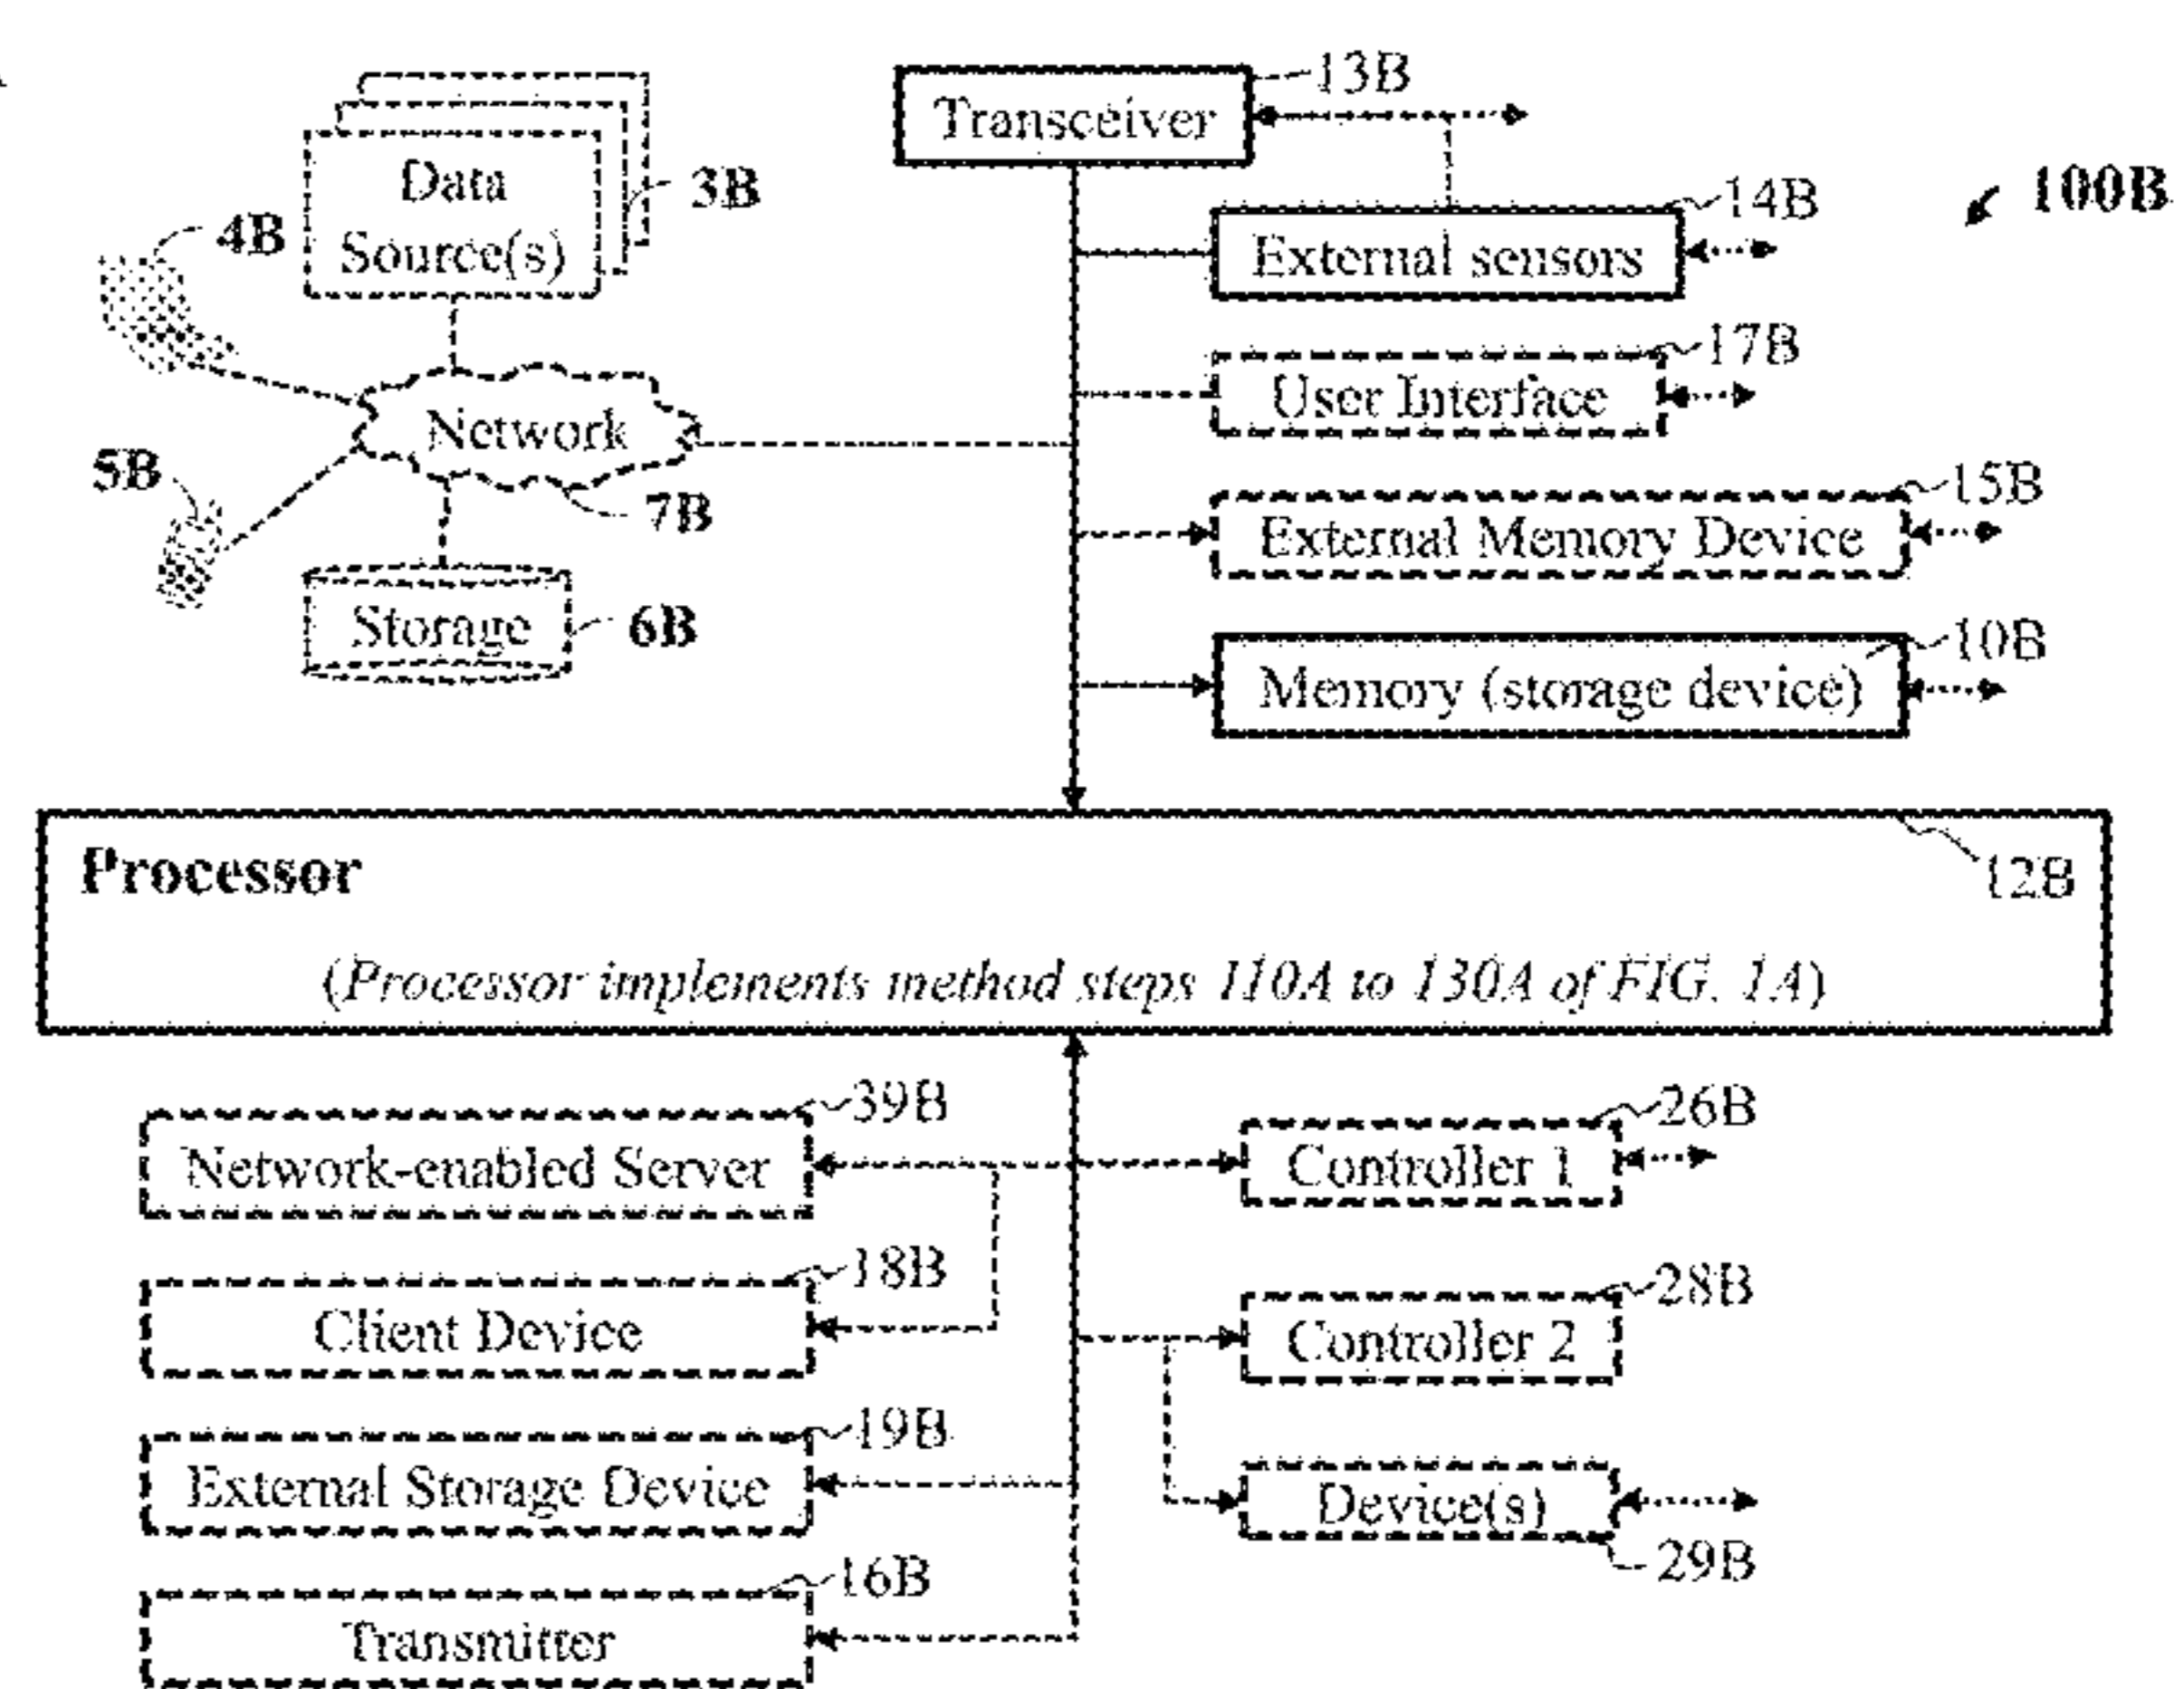 Transceiver
13B
Data
Source(s)
3B
4B
External sensors
14B
100B
User Interface
17B
Network
7B
5B
External Memory Device
15B
Storage
6B
Memory (storage device)
10B
Processor
12B
(Processor implements method steps 110A to 130A of FIG. 1A)
Network-enabled Server
39B
Controller 1
26B
Client Device
18B
Controller 2
28B
External Storage Device
19B
Device(s)
29B
Transmitter
16B